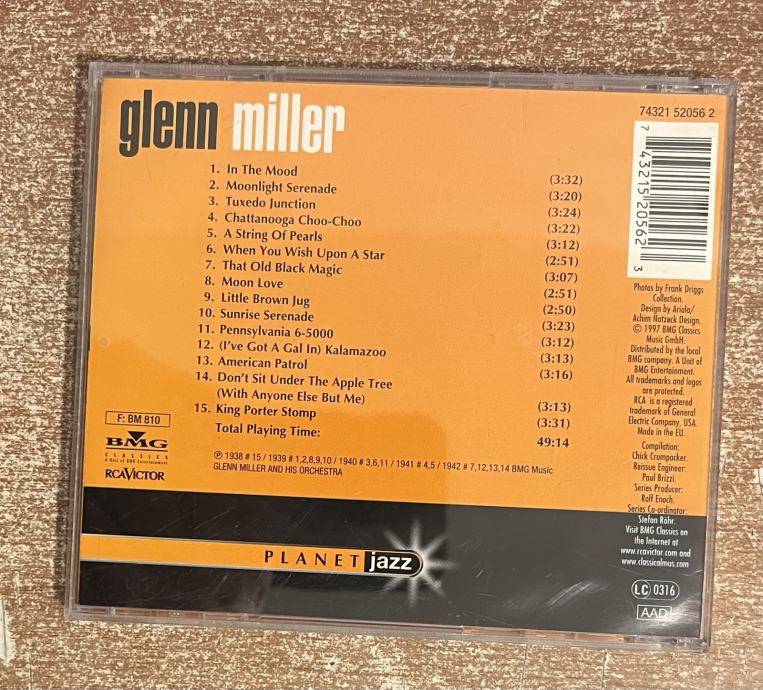 glenn miller
74321 52056 2
7 43215 20562 3
1. In The Mood (3:32)
2. Moonlight Serenade (3:20)
3. Tuxedo Junction (3:24)
4. Chattanooga Choo-Choo (3:22)
5. A String Of Pearls (3:12)
6. When You Wish Upon A Star (2:51)
7. That Old Black Magic (3:07)
8. Moon Love (2:51)
9. Little Brown Jug (2:50)
10. Sunrise Serenade (3:23)
11. Pennsylvania 6-5000 (3:12)
12. (I've Got A Gal In) Kalamazoo (3:13)
13. American Patrol (3:16)
14. Don't Sit Under The Apple Tree
(With Anyone Else But Me) (3:13)
15. King Porter Stomp (3:31)
Total Playing Time: 49:14
℗ 1938 # 15 / 1939 # 1,2,8,9,10 / 1940 # 3,6,11 / 1941 # 4,5 / 1942 # 7,12,13,14 BMG Music
GLENN MILLER AND HIS ORCHESTRA
F: BM 810
BMG
CLASSICS
A Unit of BMG Entertainment
RCA VICTOR
Photos by Frank Driggs
Collection.
Design by Ariola/
Achim Natzeck Design.
© 1997 BMG Classics
Music GmbH.
Distributed by the local
BMG company. A Unit of
BMG Entertainment.
All trademarks and logos
are protected.
RCA is a registered
trademark of General
Electric Company, USA.
Made in the EU.
Compilation:
Chick Crumpacker.
Reissue Engineer:
Paul Brizzi.
Series Producer:
Rolf Enoch.
Series Co-ordinator:
Stefan Röhr.
Visit BMG Classics on
the Internet at
www.rcavictor.com and
www.classicalmus.com
LC 0316
AAD
PLANET jazz